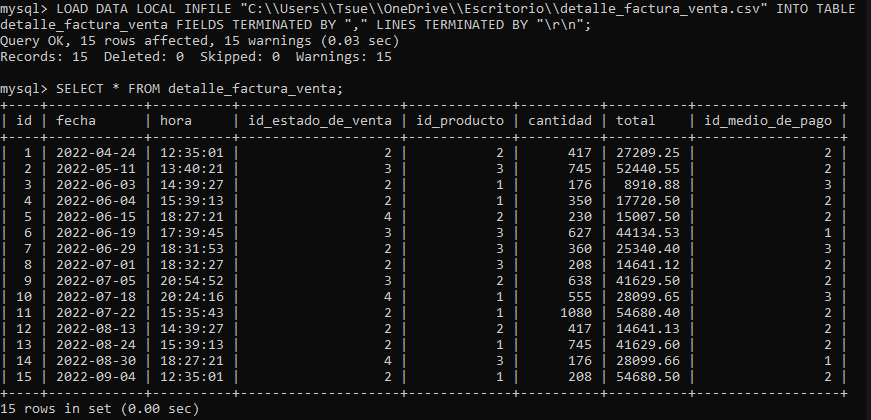 mysql> LOAD DATA LOCAL INFILE "C:\\Users\\Tsue\\OneDrive\\Escritorio\\detalle_factura_venta.csv" INTO TABLE
detalle_factura_venta FIELDS TERMINATED BY "," LINES TERMINATED BY "\r\n";
Query OK, 15 rows affected, 15 warnings (0.03 sec)
Records: 15  Deleted: 0  Skipped: 0  Warnings: 15

mysql> SELECT * FROM detalle_factura_venta;
+----+------------+----------+--------------------+-------------+----------+----------+------------------+
| id | fecha      | hora     | id_estado_de_venta | id_producto | cantidad | total    | id_medio_de_pago |
+----+------------+----------+--------------------+-------------+----------+----------+------------------+
|  1 | 2022-04-24 | 12:35:01 |                  2 |           2 |      417 | 27209.25 |                2 |
|  2 | 2022-05-11 | 13:40:21 |                  3 |           3 |      745 | 52440.55 |                2 |
|  3 | 2022-06-03 | 14:39:27 |                  2 |           1 |      176 |  8910.88 |                3 |
|  4 | 2022-06-04 | 15:39:13 |                  2 |           1 |      350 | 17720.50 |                2 |
|  5 | 2022-06-15 | 18:27:21 |                  4 |           2 |      230 | 15007.50 |                2 |
|  6 | 2022-06-19 | 17:39:45 |                  3 |           3 |      627 | 44134.53 |                1 |
|  7 | 2022-06-29 | 18:31:53 |                  2 |           3 |      360 | 25340.40 |                3 |
|  8 | 2022-07-01 | 18:32:27 |                  2 |           3 |      208 | 14641.12 |                2 |
|  9 | 2022-07-05 | 20:54:52 |                  3 |           2 |      638 | 41629.50 |                2 |
| 10 | 2022-07-18 | 20:24:16 |                  4 |           1 |      555 | 28099.65 |                3 |
| 11 | 2022-07-22 | 15:35:43 |                  2 |           1 |     1080 | 54680.40 |                2 |
| 12 | 2022-08-13 | 14:39:27 |                  2 |           2 |      417 | 14641.13 |                2 |
| 13 | 2022-08-24 | 15:39:13 |                  2 |           1 |      745 | 41629.60 |                2 |
| 14 | 2022-08-30 | 18:27:21 |                  4 |           3 |      176 | 28099.66 |                1 |
| 15 | 2022-09-04 | 12:35:01 |                  2 |           1 |      208 | 54680.50 |                2 |
+----+------------+----------+--------------------+-------------+----------+----------+------------------+
15 rows in set (0.00 sec)